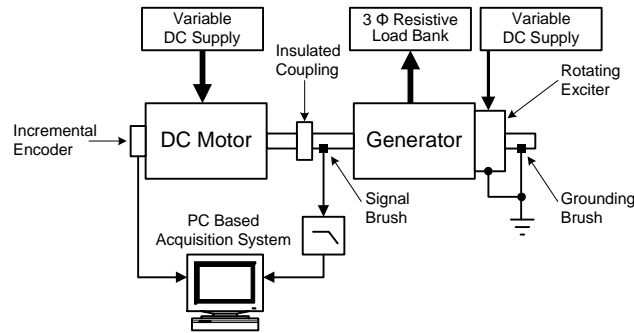 Variable
DC Supply
Insulated
Coupling
3 Φ Resistive
Load Bank
Variable
DC Supply
Rotating
Exciter
Incremental
Encoder
DC Motor
Generator
Signal
Brush
Grounding
Brush
PC Based
Acquisition System